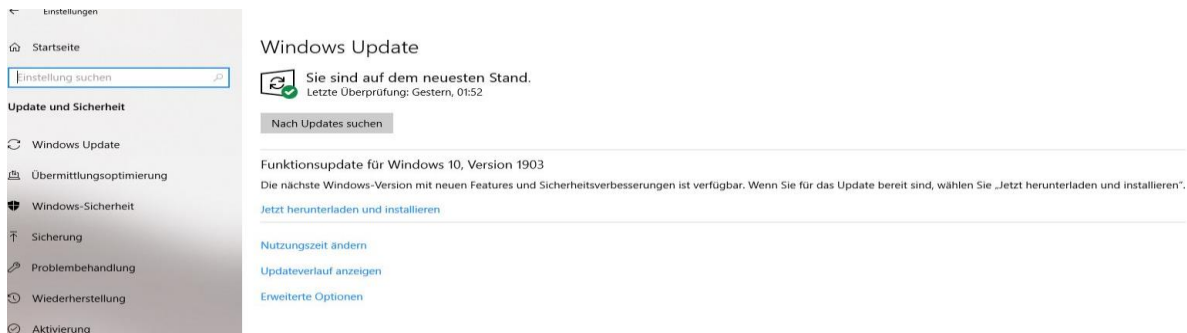 Einstellungen
Startseite
Einstellung suchen
Update und Sicherheit
Windows Update
Übermittlungsoptimierung
Windows-Sicherheit
Sicherung
Problembehandlung
Wiederherstellung
Aktivierung
Windows Update
Sie sind auf dem neuesten Stand.
Letzte Überprüfung: Gestern, 01:52
Nach Updates suchen
Funktionsupdate für Windows 10, Version 1903
Die nächste Windows-Version mit neuen Features und Sicherheitsverbesserungen ist verfügbar. Wenn Sie für das Update bereit sind, wählen Sie „Jetzt herunterladen und installieren".
Jetzt herunterladen und installieren
Nutzungszeit ändern
Updateverlauf anzeigen
Erweiterte Optionen